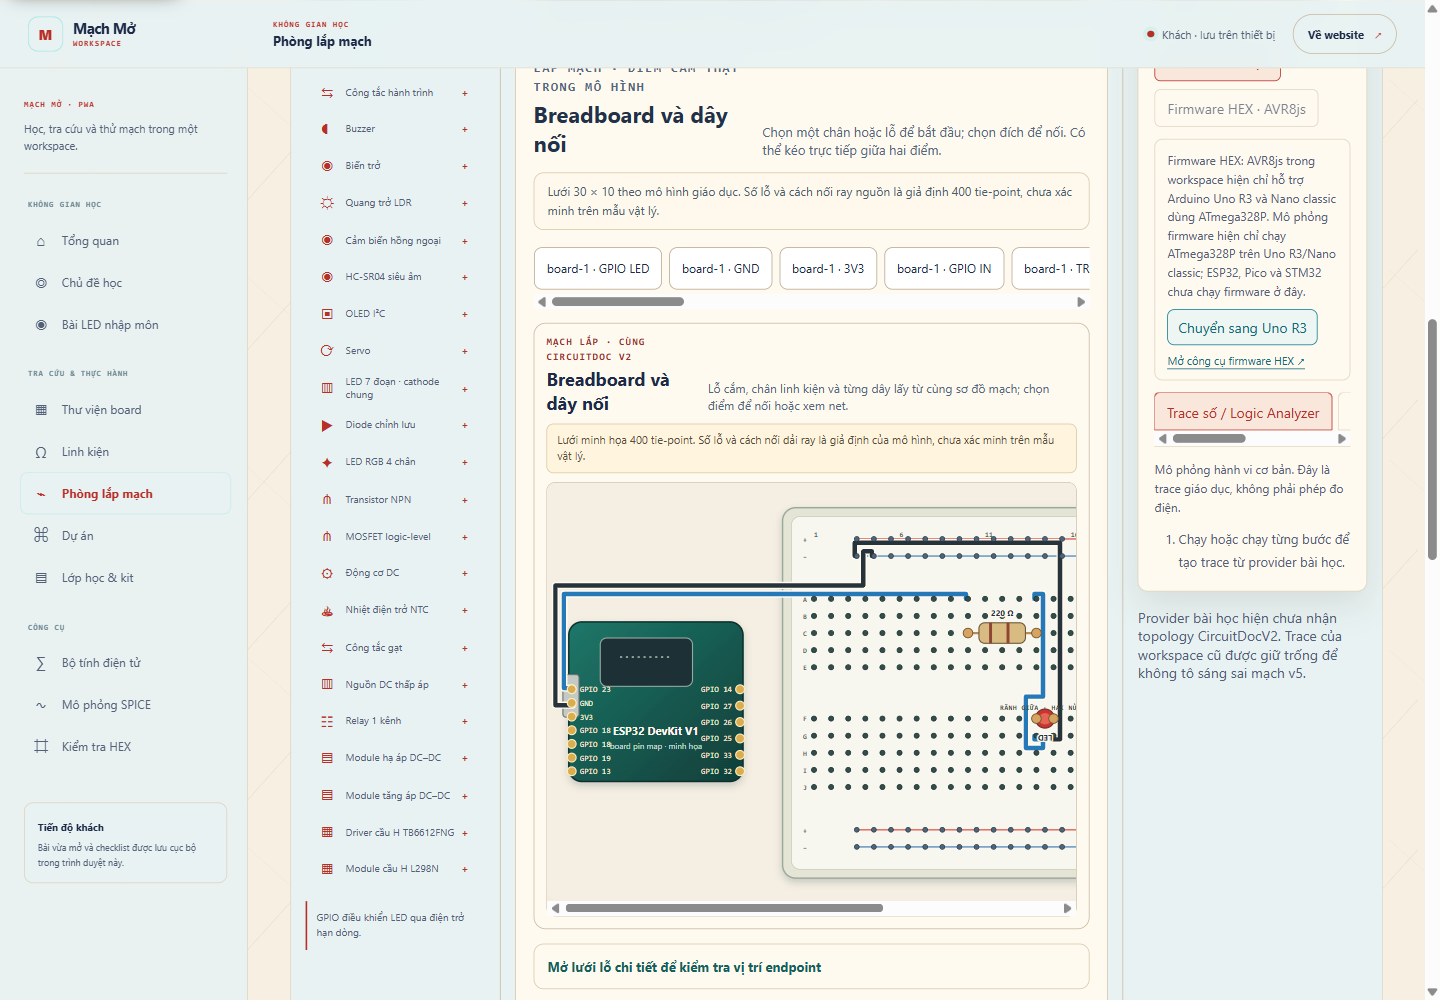 M
Mạch Mở
WORKSPACE
KHÔNG GIAN HỌC
Phòng lắp mạch
Khách · lưu trên thiết bị
Về website ↗
MẠCH MỞ · PWA
Học, tra cứu và thử mạch trong một
workspace.
KHÔNG GIAN HỌC
Tổng quan
Chủ đề học
Bài LED nhập môn
TRA CỨU & THỰC HÀNH
Thư viện board
Linh kiện
Phòng lắp mạch
Dự án
Lớp học & kit
CÔNG CỤ
Bộ tính điện tử
Mô phỏng SPICE
Kiểm tra HEX
Tiến độ khách
Bài vừa mở và checklist được lưu cục bộ
trong trình duyệt này.
Công tắc hành trình +
Buzzer +
Biến trở +
Quang trở LDR +
Cảm biến hồng ngoại +
HC-SR04 siêu âm +
OLED I²C +
Servo +
LED 7 đoạn · cathode
chung +
Diode chỉnh lưu +
LED RGB 4 chân +
Transistor NPN +
MOSFET logic-level +
Động cơ DC +
Nhiệt điện trở NTC +
Công tắc gạt +
Nguồn DC thấp áp +
Relay 1 kênh +
Module hạ áp DC–DC +
Module tăng áp DC–DC +
Driver cầu H TB6612FNG +
Module cầu H L298N +
GPIO điều khiển LED qua điện trở
hạn dòng.
LẮP MẠCH · ĐIỂM CẮM THẬT
TRONG MÔ HÌNH
Breadboard và dây
nối
Chọn một chân hoặc lỗ để bắt đầu; chọn đích để nối. Có
thể kéo trực tiếp giữa hai điểm.
Lưới 30 × 10 theo mô hình giáo dục. Số lỗ và cách nối ray nguồn là giả định 400 tie-point, chưa xác
minh trên mẫu vật lý.
board-1 · GPIO LED
board-1 · GND
board-1 · 3V3
board-1 · GPIO IN
board-1 · TR
MẠCH LẮP · CÙNG
CIRCUITDOC V2
Breadboard và
dây nối
Lỗ cắm, chân linh kiện và từng dây lấy từ cùng sơ đồ mạch; chọn
điểm để nối hoặc xem net.
Lưới minh họa 400 tie-point. Số lỗ và cách nối dải ray là giả định của mô hình, chưa xác minh trên mẫu
vật lý.
1 6 11
+
−
A
B
C
D
E
220 Ω
F
G
H
I
J
+
−
LED
GPIO 23
GND
3V3
GPIO 18
GPIO 18
GPIO 19
GPIO 13
ESP32 DevKit V1
board pin map · minh họa
GPIO 14
GPIO 27
GPIO 26
GPIO 25
GPIO 33
GPIO 32
Mở lưới lỗ chi tiết để kiểm tra vị trí endpoint
Firmware HEX · AVR8js
Firmware HEX: AVR8js trong
workspace hiện chỉ hỗ trợ
Arduino Uno R3 và Nano classic
dùng ATmega328P. Mô phỏng
firmware hiện chỉ chạy
ATmega328P trên Uno R3/Nano
classic; ESP32, Pico và STM32
chưa chạy firmware ở đây.
Chuyển sang Uno R3
Mở công cụ firmware HEX ↗
Trace số / Logic Analyzer
Mô phỏng hành vi cơ bản. Đây là
trace giáo dục, không phải phép đo
điện.
1. Chạy hoặc chạy từng bước để
tạo trace từ provider bài học.
Provider bài học hiện chưa nhận
topology CircuitDocV2. Trace của
workspace cũ được giữ trống để
không tô sáng sai mạch v5.